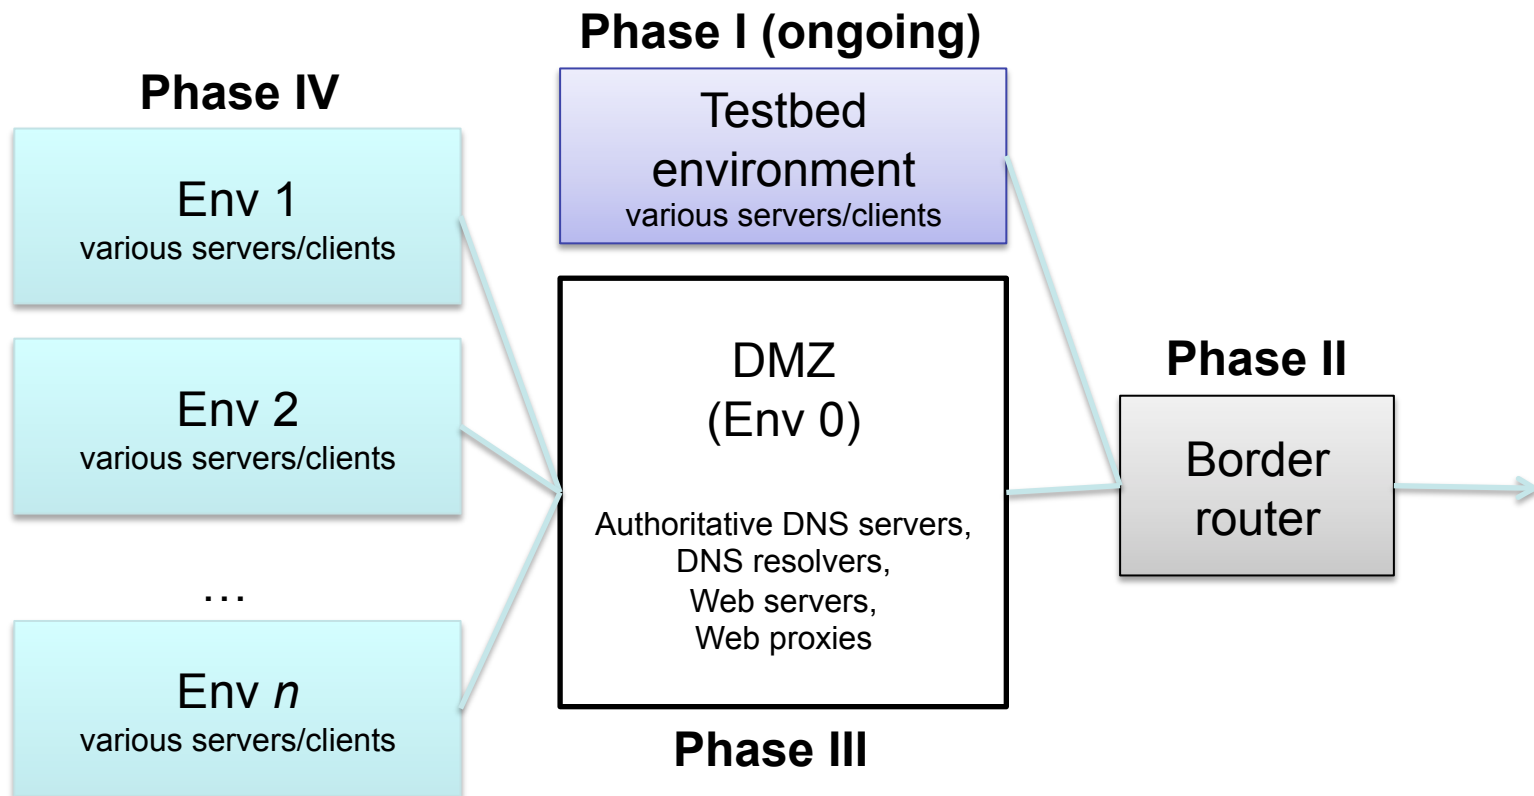 Phase I (ongoing)
Testbed
environment
various servers/clients
Phase IV
Env 1
various servers/clients
Env 2
various servers/clients
…
Env n
various servers/clients
DMZ
(Env 0)
Authoritative DNS servers,
DNS resolvers,
Web servers,
Web proxies
Phase III
Phase II
Border
router